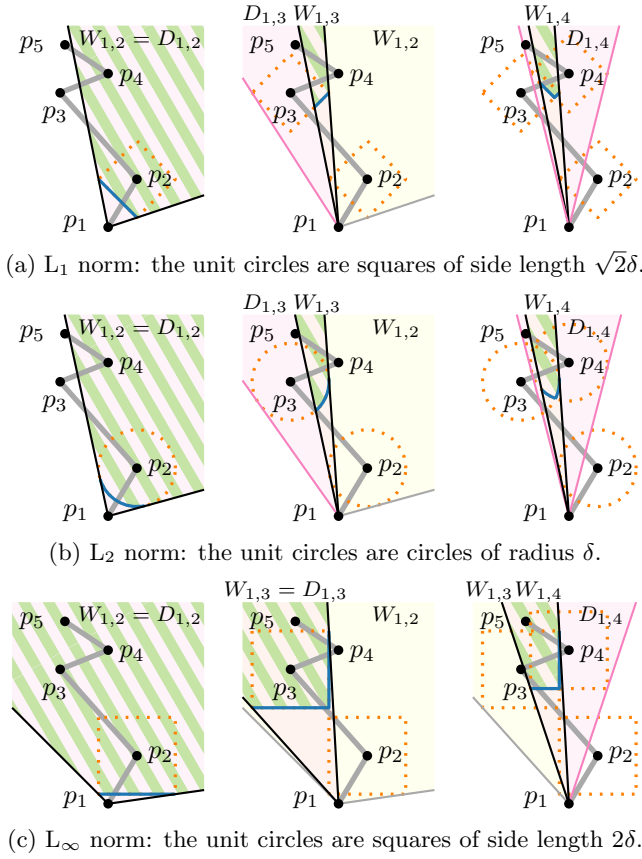 W1,2 = D1,2
p5
p4
p3
p2
p1
D1,3 W1,3
W1,2
p5
p4
p3
p2
p1
W1,4
D1,4
p5
p4
p3
p2
p1
(a) L1 norm: the unit circles are squares of side length √2δ.
W1,2 = D1,2
p5
p4
p3
p2
p1
D1,3 W1,3
W1,2
p5
p4
p3
p2
p1
W1,4
D1,4
p5
p4
p3
p2
p1
(b) L2 norm: the unit circles are circles of radius δ.
W1,2 = D1,2
p5
p4
p3
p2
p1
W1,3 = D1,3
W1,2
p5
p4
p3
p2
p1
W1,3 W1,4
D1,4
p5
p4
p3
p2
p1
(c) L∞ norm: the unit circles are squares of side length 2δ.